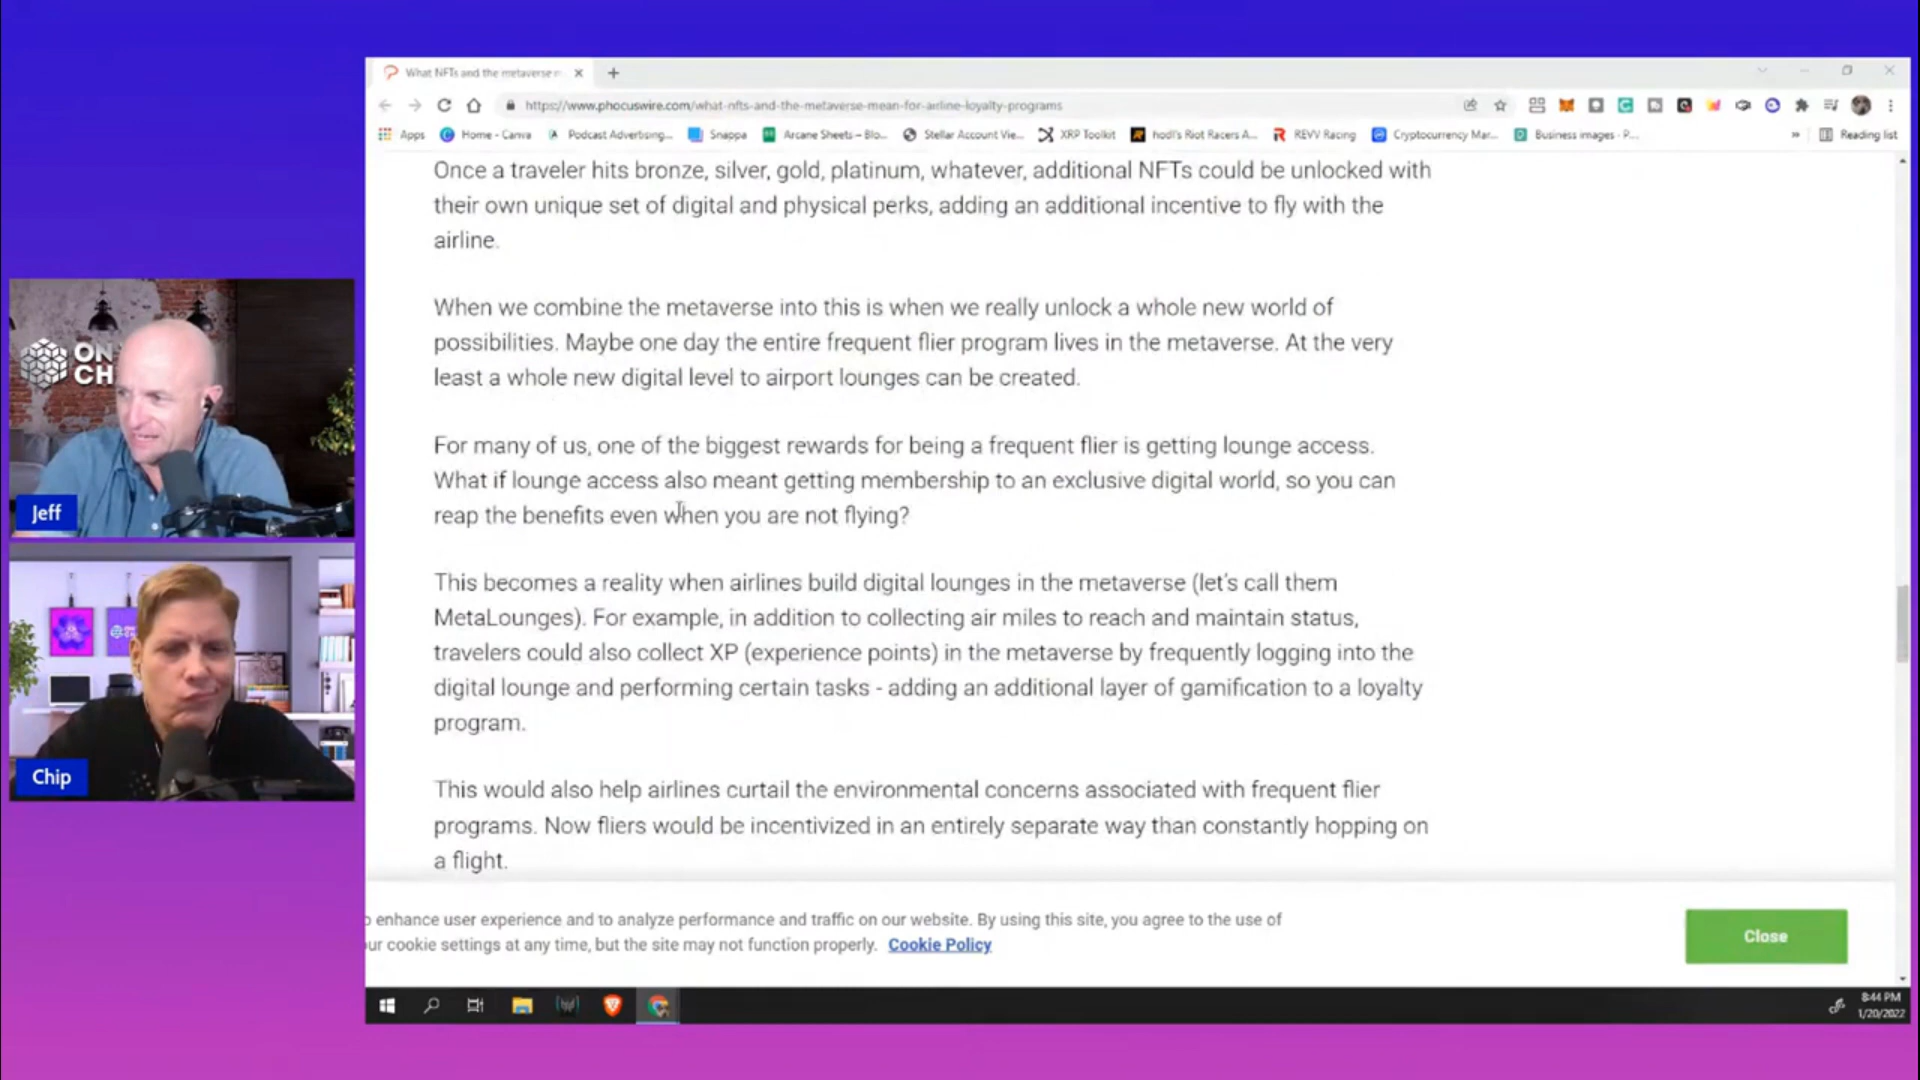 What NFTs and the metaverse m
https://www.phocuswire.com/what-nfts-and-the-metaverse-mean-for-airline-loyalty-programs
Apps Home - Canva Podcast Advertising... Snappa Arcane Sheets – Blo... Stellar Account Vie... XRP Toolkit hodl's Riot Racers A... REVV Racing Cryptocurrency Mar... Business images · P... » Reading list
Once a traveler hits bronze, silver, gold, platinum, whatever, additional NFTs could be unlocked with
their own unique set of digital and physical perks, adding an additional incentive to fly with the
airline.
When we combine the metaverse into this is when we really unlock a whole new world of
possibilities. Maybe one day the entire frequent flier program lives in the metaverse. At the very
least a whole new digital level to airport lounges can be created.
For many of us, one of the biggest rewards for being a frequent flier is getting lounge access.
What if lounge access also meant getting membership to an exclusive digital world, so you can
reap the benefits even when you are not flying?
This becomes a reality when airlines build digital lounges in the metaverse (let's call them
MetaLounges). For example, in addition to collecting air miles to reach and maintain status,
travelers could also collect XP (experience points) in the metaverse by frequently logging into the
digital lounge and performing certain tasks - adding an additional layer of gamification to a loyalty
program.
This would also help airlines curtail the environmental concerns associated with frequent flier
programs. Now fliers would be incentivized in an entirely separate way than constantly hopping on
a flight.
o enhance user experience and to analyze performance and traffic on our website. By using this site, you agree to the use of
ur cookie settings at any time, but the site may not function properly. Cookie Policy
Close
8:44 PM
1/20/2022
ON
CH
Jeff
Chip